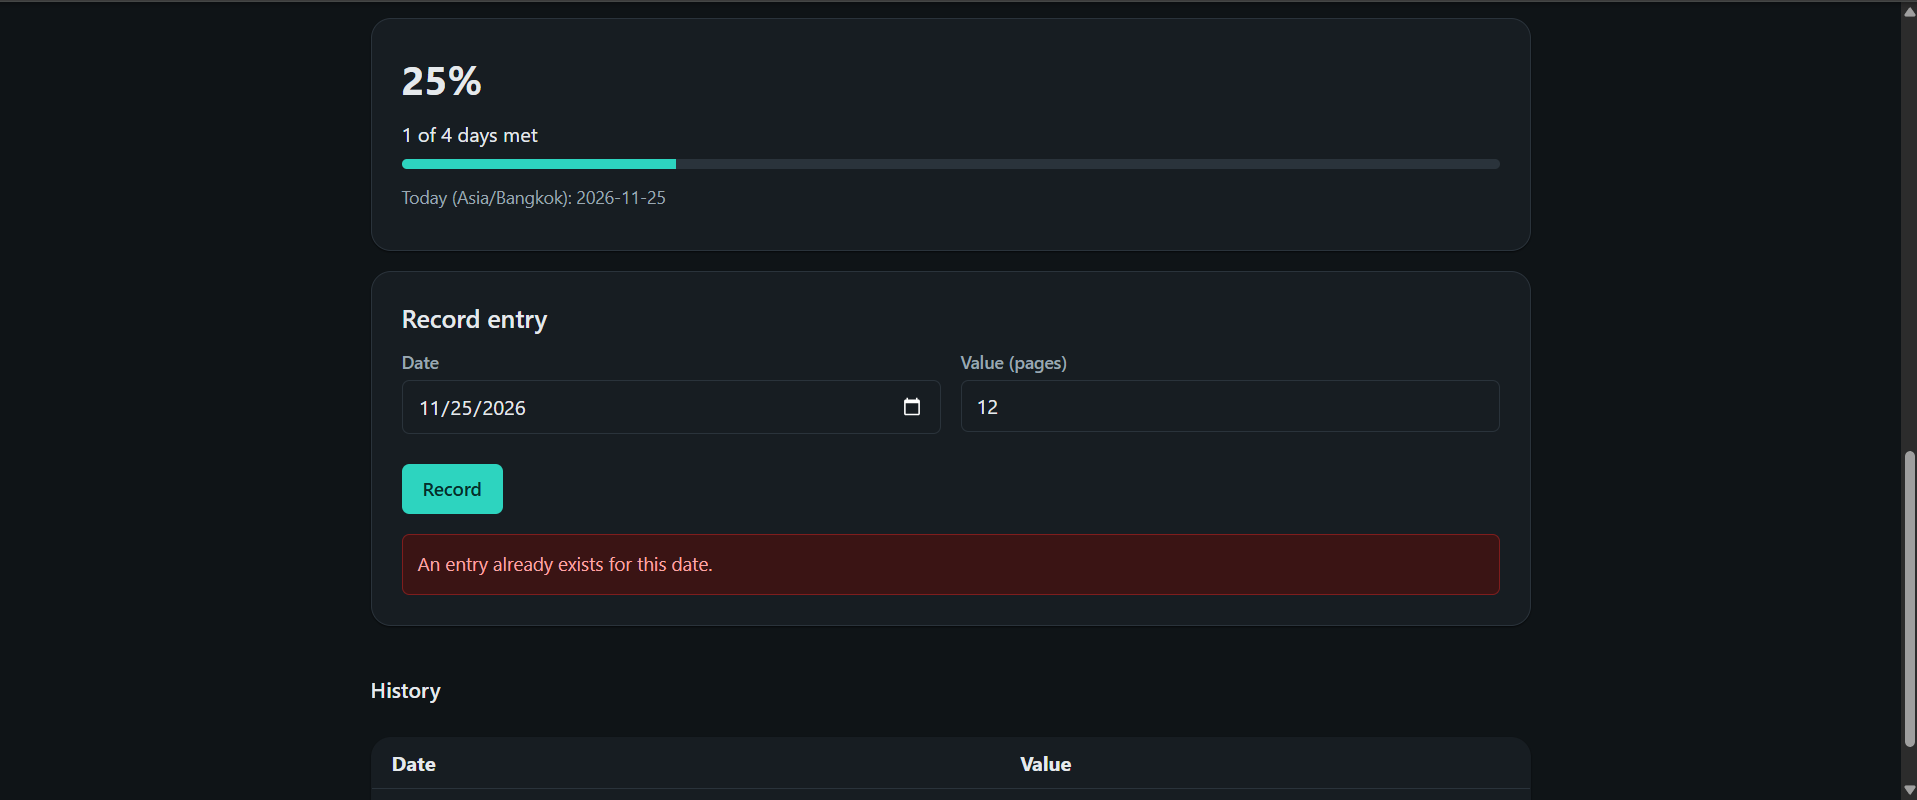 25%
1 of 4 days met
Today (Asia/Bangkok): 2026-11-25
Record entry
Date
Value (pages)
11/25/2026
12
Record
An entry already exists for this date.
History
Date Value